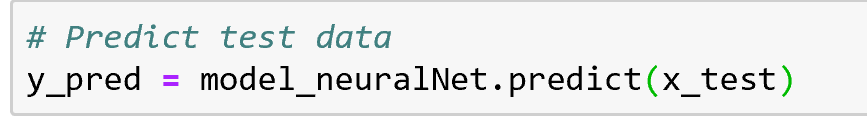 # Predict test data
y_pred = model_neuralNet.predict(x_test)